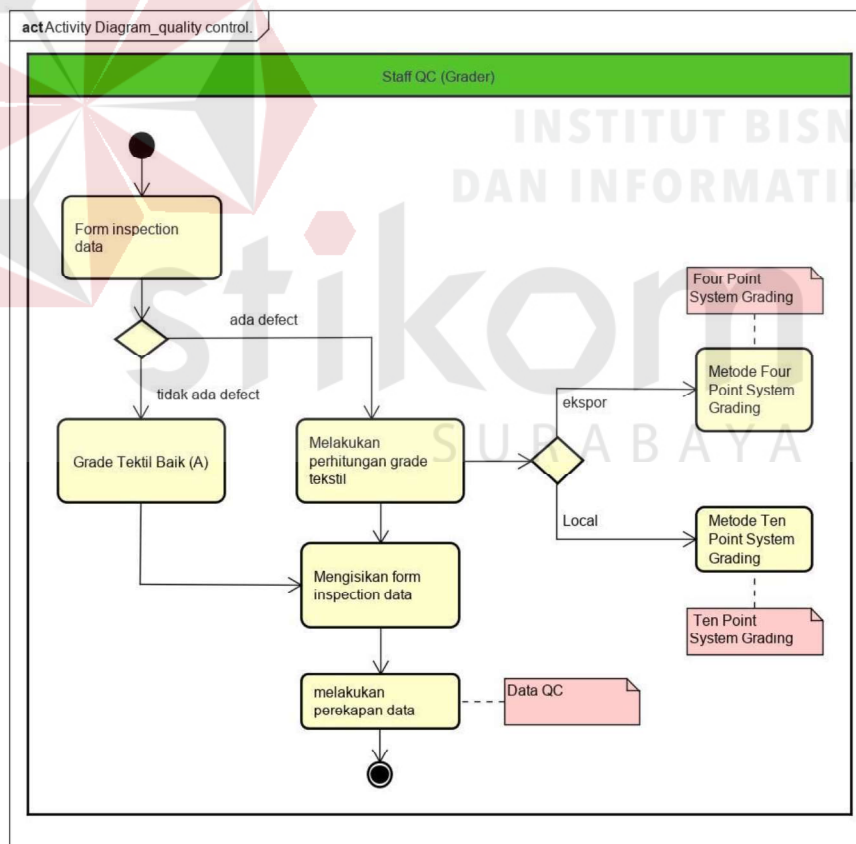 act Activity Diagram_quality control.
Staff QC (Grader)
INSTITUT BISN
DAN INFORMATI
stikom
SURABAYA
Form inspection
data
ada defect
tidak ada defect
Grade Tektil Baik (A)
Melakukan
perhitungan grade
tekstil
ekspor
Local
Four Point
System Grading
Metode Four
Point System
Grading
Metode Ten
Point System
Grading
Ten Point
System Grading
Mengisikan form
inspection data
melakukan
perekapan data
Data QC